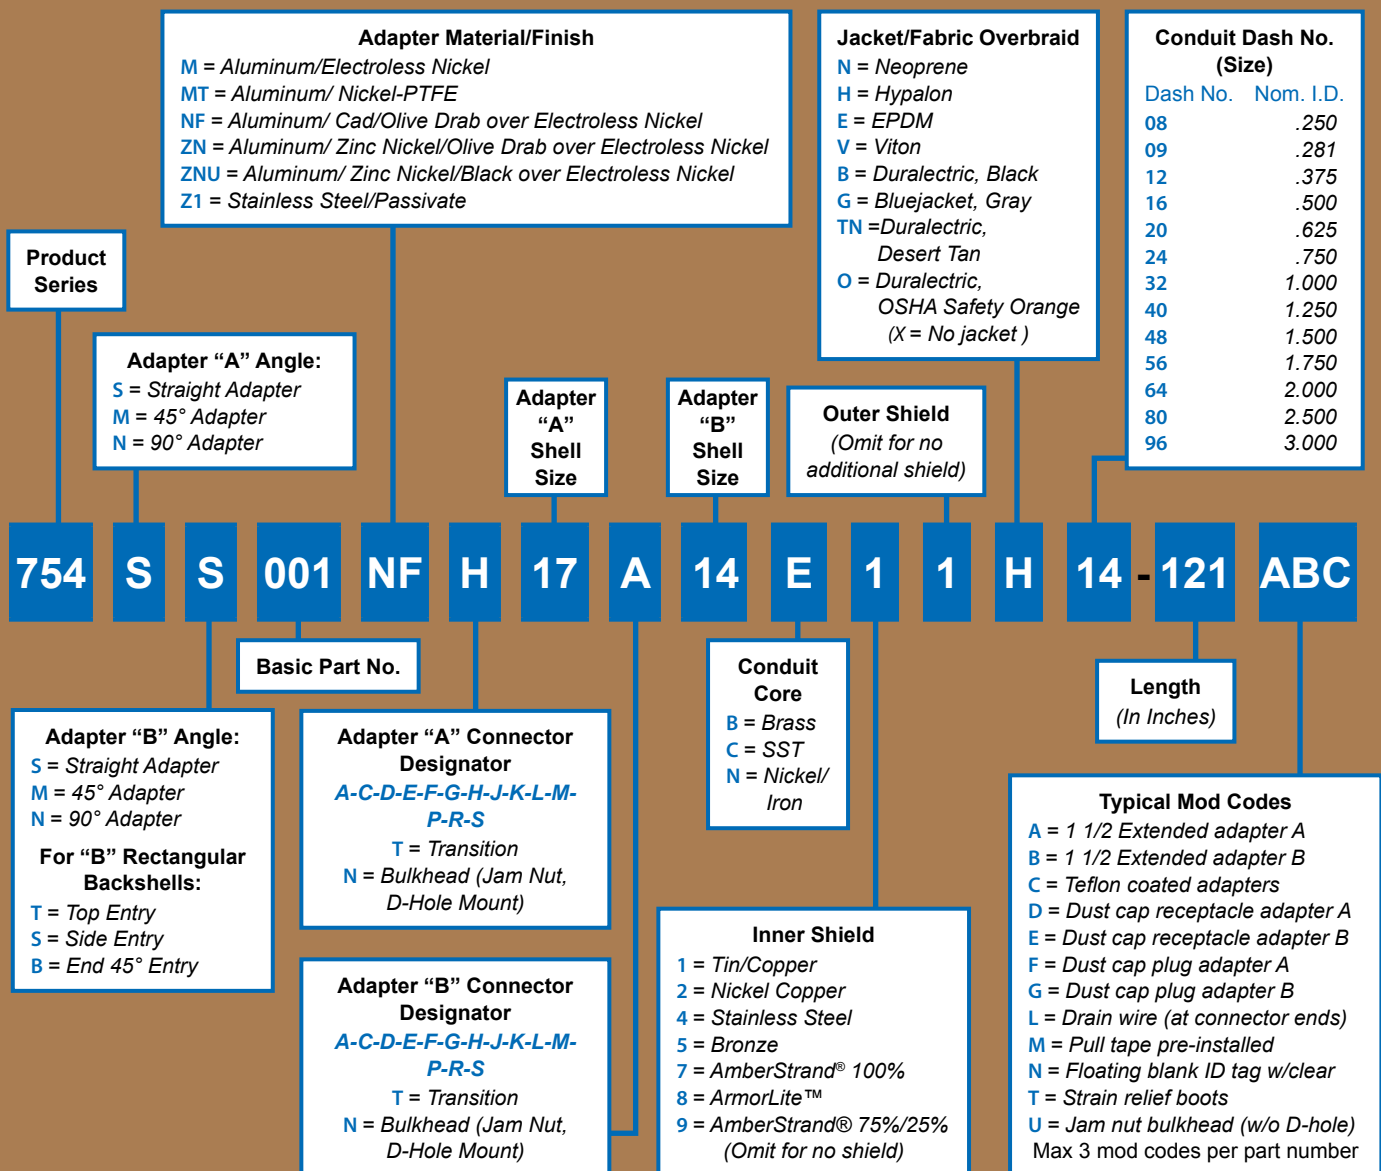 Adapter Material/Finish
M = Aluminum/Electroless Nickel
MT = Aluminum/ Nickel-PTFE
NF = Aluminum/ Cad/Olive Drab over Electroless Nickel
ZN = Aluminum/ Zinc Nickel/Olive Drab over Electroless Nickel
ZNU = Aluminum/ Zinc Nickel/Black over Electroless Nickel
Z1 = Stainless Steel/Passivate
Jacket/Fabric Overbraid
N = Neoprene
H = Hypalon
E = EPDM
V = Viton
B = Duralectric, Black
G = Bluejacket, Gray
TN =Duralectric,
Desert Tan
O = Duralectric,
OSHA Safety Orange
(X = No jacket )
Conduit Dash No.
(Size)
Dash No. Nom. I.D.
08 .250
09 .281
12 .375
16 .500
20 .625
24 .750
32 1.000
40 1.250
48 1.500
56 1.750
64 2.000
80 2.500
96 3.000
Product
Series
Adapter “A” Angle:
S = Straight Adapter
M = 45° Adapter
N = 90° Adapter
Adapter
“A”
Shell
Size
Adapter
“B”
Shell
Size
Outer Shield
(Omit for no
additional shield)
754 S S 001 NF H 17 A 14 E 1 1 H 14 - 121 ABC
Basic Part No.
Adapter “B” Angle:
S = Straight Adapter
M = 45° Adapter
N = 90° Adapter
For “B” Rectangular
Backshells:
T = Top Entry
S = Side Entry
B = End 45° Entry
Adapter “A” Connector
Designator
A-C-D-E-F-G-H-J-K-L-M-
P-R-S
T = Transition
N = Bulkhead (Jam Nut,
D-Hole Mount)
Adapter “B” Connector
Designator
A-C-D-E-F-G-H-J-K-L-M-
P-R-S
T = Transition
N = Bulkhead (Jam Nut,
D-Hole Mount)
Conduit
Core
B = Brass
C = SST
N = Nickel/
Iron
Inner Shield
1 = Tin/Copper
2 = Nickel Copper
4 = Stainless Steel
5 = Bronze
7 = AmberStrand® 100%
8 = ArmorLite™
9 = AmberStrand® 75%/25%
(Omit for no shield)
Length
(In Inches)
Typical Mod Codes
A = 1 1/2 Extended adapter A
B = 1 1/2 Extended adapter B
C = Teflon coated adapters
D = Dust cap receptacle adapter A
E = Dust cap receptacle adapter B
F = Dust cap plug adapter A
G = Dust cap plug adapter B
L = Drain wire (at connector ends)
M = Pull tape pre-installed
N = Floating blank ID tag w/clear
T = Strain relief boots
U = Jam nut bulkhead (w/o D-hole)
Max 3 mod codes per part number